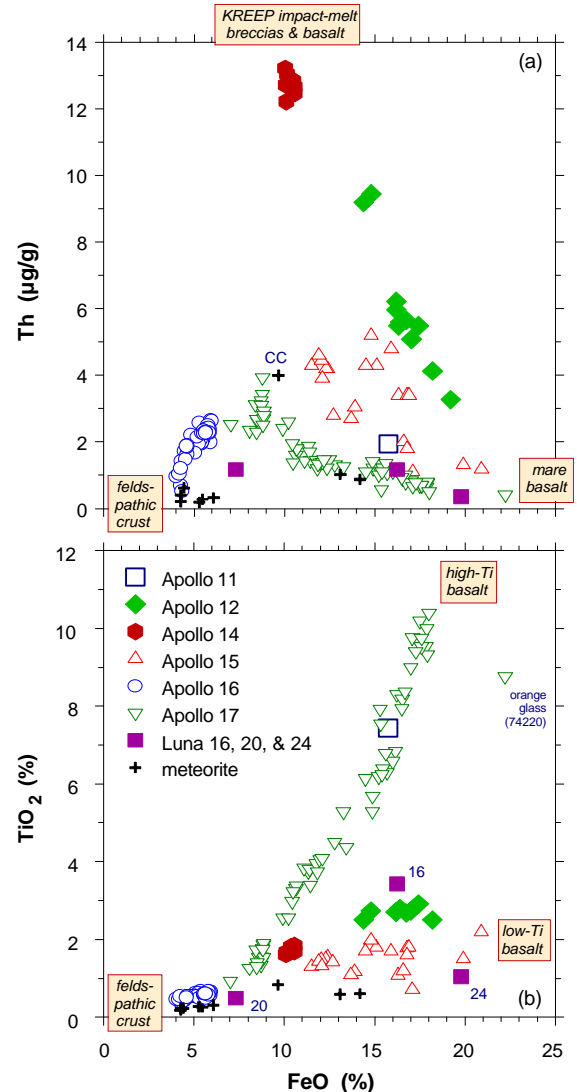 KREEP impact-melt
breccias & basalt
14
(a)
12
10
8
6
4
2
0
Th (µg/g)
CC
felds-
pathic
crust
mare
basalt
12
10
8
6
4
2
0
TiO2 (%)
high-Ti
basalt
Apollo 11
Apollo 12
Apollo 14
Apollo 15
Apollo 16
Apollo 17
Luna 16, 20, & 24
meteorite
orange
glass
(74220)
16
low-Ti
basalt
felds-
pathic
crust
20
24
(b)
0 5 10 15 20 25
FeO (%)